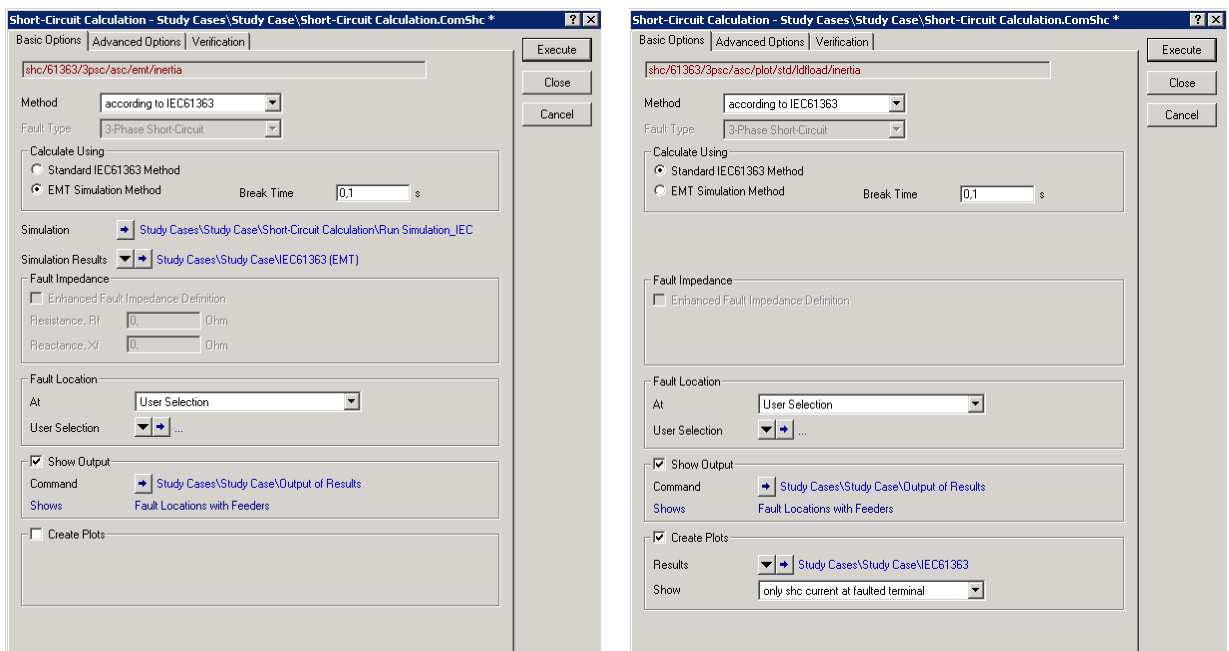 Short-Circuit Calculation - Study Cases\Study Case\Short-Circuit Calculation.ComShc *
Basic Options
Advanced Options
Verification
Execute
Close
Cancel
shc/61363/3psc/asc/emt/inertia
Method according to IEC61363
Fault Type 3-Phase Short-Circuit
Calculate Using
Standard IEC61363 Method
EMT Simulation Method Break Time 0,1 s
Simulation Study Cases\Study Case\Short-Circuit Calculation\Run Simulation_IEC
Simulation Results Study Cases\Study Case\IEC61363 (EMT)
Fault Impedance
Enhanced Fault Impedance Definition
Resistance, Rf 0, Ohm
Reactance, Xf 0, Ohm
Fault Location
At User Selection
User Selection ...
Show Output
Command Study Cases\Study Case\Output of Results
Shows Fault Locations with Feeders
Create Plots
Short-Circuit Calculation - Study Cases\Study Case\Short-Circuit Calculation.ComShc *
Basic Options
Advanced Options
Verification
Execute
Close
Cancel
shc/61363/3psc/asc/plot/std/ldfload/inertia
Method according to IEC61363
Fault Type 3-Phase Short-Circuit
Calculate Using
Standard IEC61363 Method
EMT Simulation Method Break Time 0,1 s
Fault Impedance
Enhanced Fault Impedance Definition
Fault Location
At User Selection
User Selection ...
Show Output
Command Study Cases\Study Case\Output of Results
Shows Fault Locations with Feeders
Create Plots
Results Study Cases\Study Case\IEC61363
Show only shc current at faulted terminal